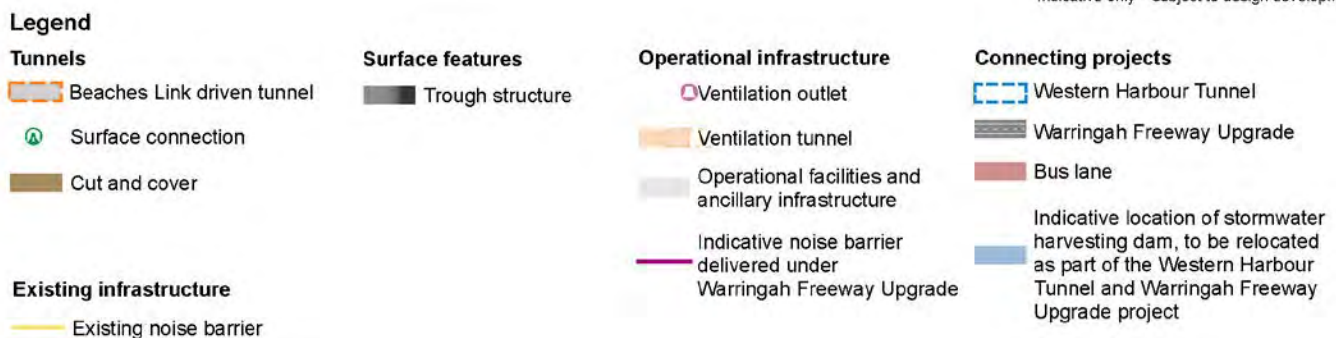 Legend
Tunnels
Beaches Link driven tunnel
Surface connection
Cut and cover
Existing infrastructure
Existing noise barrier
Surface features
Trough structure
Operational infrastructure
Ventilation outlet
Ventilation tunnel
Operational facilities and
ancillary infrastructure
Indicative noise barrier
delivered under
Warringah Freeway Upgrade
Connecting projects
Western Harbour Tunnel
Warringah Freeway Upgrade
Bus lane
Indicative location of stormwater
harvesting dam, to be relocated
as part of the Western Harbour
Tunnel and Warringah Freeway
Upgrade project